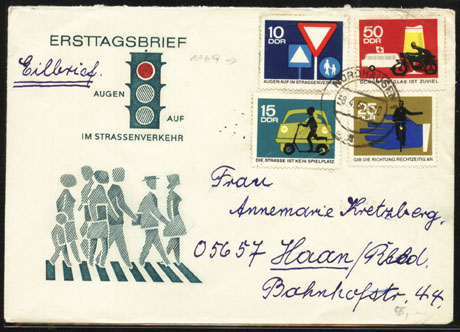 ERSTTAGSBRIEF
Eilbrief.
AUGEN
AUF
IM STRASSENVERKEHR
10
DDR
AUGEN AUF IM STRASSENVERKEHR
50
DDR
SCHON EIN GLAS IST ZUVIEL
NORDHAUSEN
15
DDR
DIE STRASSE IST KEIN SPIELPLATZ
25
DDR
GIB DIE RICHTUNG RECHTZEITIG AN
Frau
Annemarie Kretzberg,
05657 Haan/Rhld.
Bahnhofstr. 44.